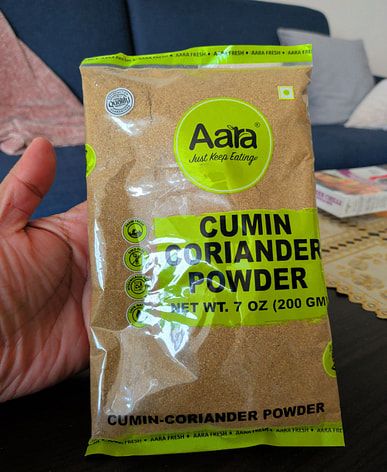 AARA FRESH • AARA FRESH • AARA FRESH
QUALITY
Aara®
Just Keep Eating®
CUMIN
CORIANDER
POWDER
NET WT. 7 OZ (200 GM
CUMIN-CORIANDER POWDER
AARA FRESH • AARA FRESH • AARA FRESH • AARA FRESH